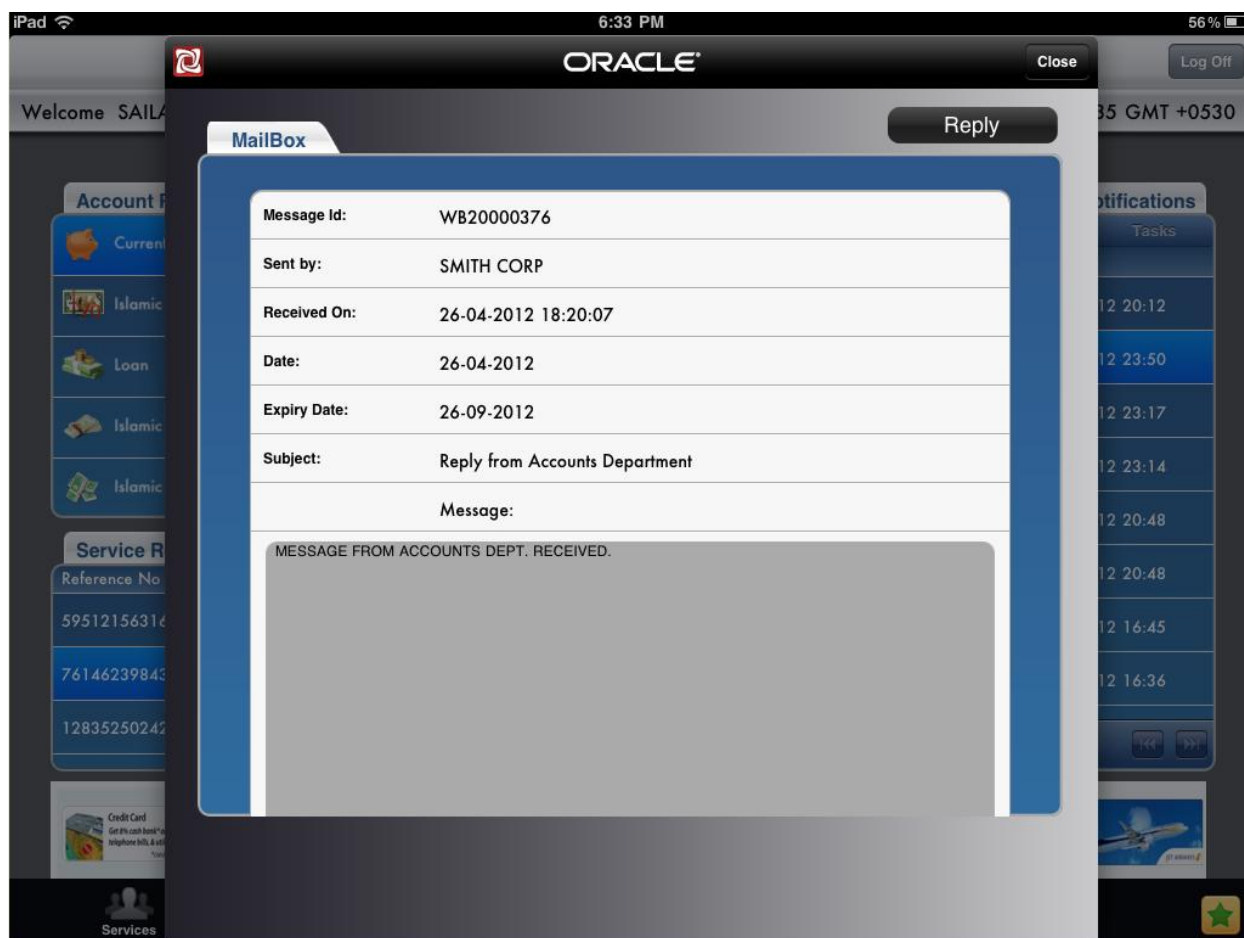 iPad 6:33 PM 56%
ORACLE
Close
Log Off
Welcome SAILA
35 GMT +0530
MailBox
Reply
Account
Current
Islamic
Loan
Islamic
Islamic
Service R
Reference No
59512156316
76146239843
12835250242
Message Id: WB20000376
Sent by: SMITH CORP
Received On: 26-04-2012 18:20:07
Date: 26-04-2012
Expiry Date: 26-09-2012
Subject: Reply from Accounts Department
Message:
MESSAGE FROM ACCOUNTS DEPT. RECEIVED.
otifications
Tasks
12 20:12
12 23:50
12 23:17
12 23:14
12 20:48
12 20:48
12 16:45
12 16:36
Credit Card
Services